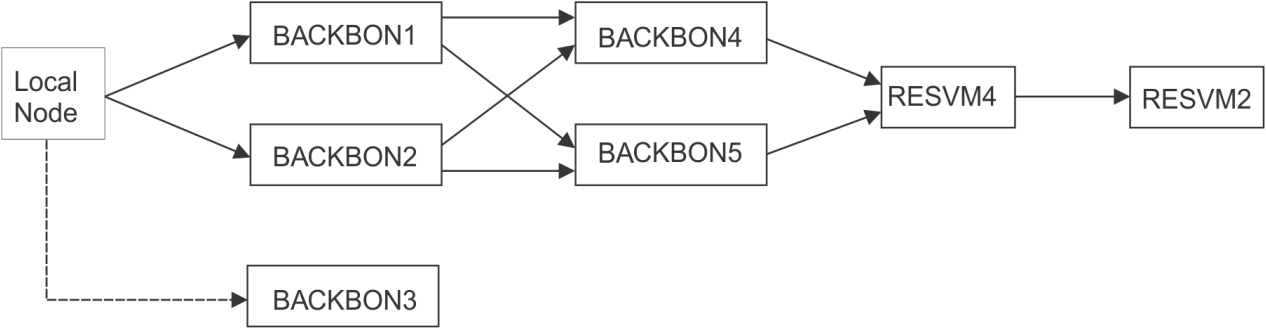 BACKBON1
BACKBON4
Local
Node
RESVM4
RESVM2
BACKBON2
BACKBON5
BACKBON3